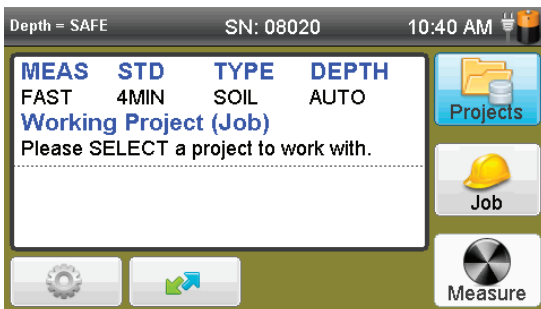 Depth = SAFE SN: 08020 10:40 AM
MEAS STD TYPE DEPTH
FAST 4MIN SOIL AUTO
Working Project (Job)
Please SELECT a project to work with.
Projects
Job
Measure